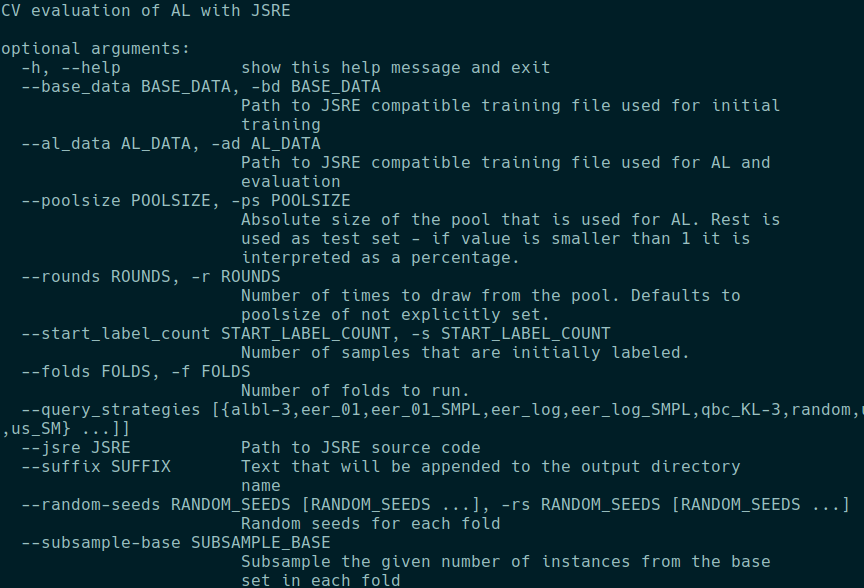 CV evaluation of AL with JSRE
optional arguments:
-h, --help show this help message and exit
--base_data BASE_DATA, -bd BASE_DATA
Path to JSRE compatible training file used for initial
training
--al_data AL_DATA, -ad AL_DATA
Path to JSRE compatible training file used for AL and
evaluation
--poolsize POOLSIZE, -ps POOLSIZE
Absolute size of the pool that is used for AL. Rest is
used as test set - if value is smaller than 1 it is
interpreted as a percentage.
--rounds ROUNDS, -r ROUNDS
Number of times to draw from the pool. Defaults to
poolsize of not explicitly set.
--start_label_count START_LABEL_COUNT, -s START_LABEL_COUNT
Number of samples that are initially labeled.
--folds FOLDS, -f FOLDS
Number of folds to run.
--query_strategies [{albl-3,eer_01,eer_01_SMPL,eer_log,eer_log_SMPL,qbc_KL-3,random,
,us_SM} ...]]
--jsre JSRE Path to JSRE source code
--suffix SUFFIX Text that will be appended to the output directory
name
--random-seeds RANDOM_SEEDS [RANDOM_SEEDS ...], -rs RANDOM_SEEDS [RANDOM_SEEDS ...]
Random seeds for each fold
--subsample-base SUBSAMPLE_BASE
Subsample the given number of instances from the base
set in each fold